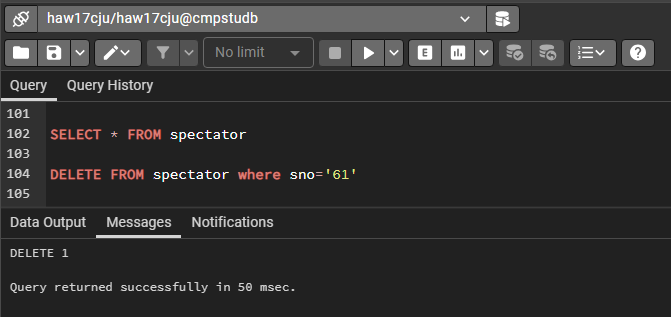 haw17cju/haw17cju@cmpstudb
No limit
E
Query Query History
101
102 SELECT * FROM spectator
103
104 DELETE FROM spectator where sno='61'
105
Data Output Messages Notifications
DELETE 1
Query returned successfully in 50 msec.